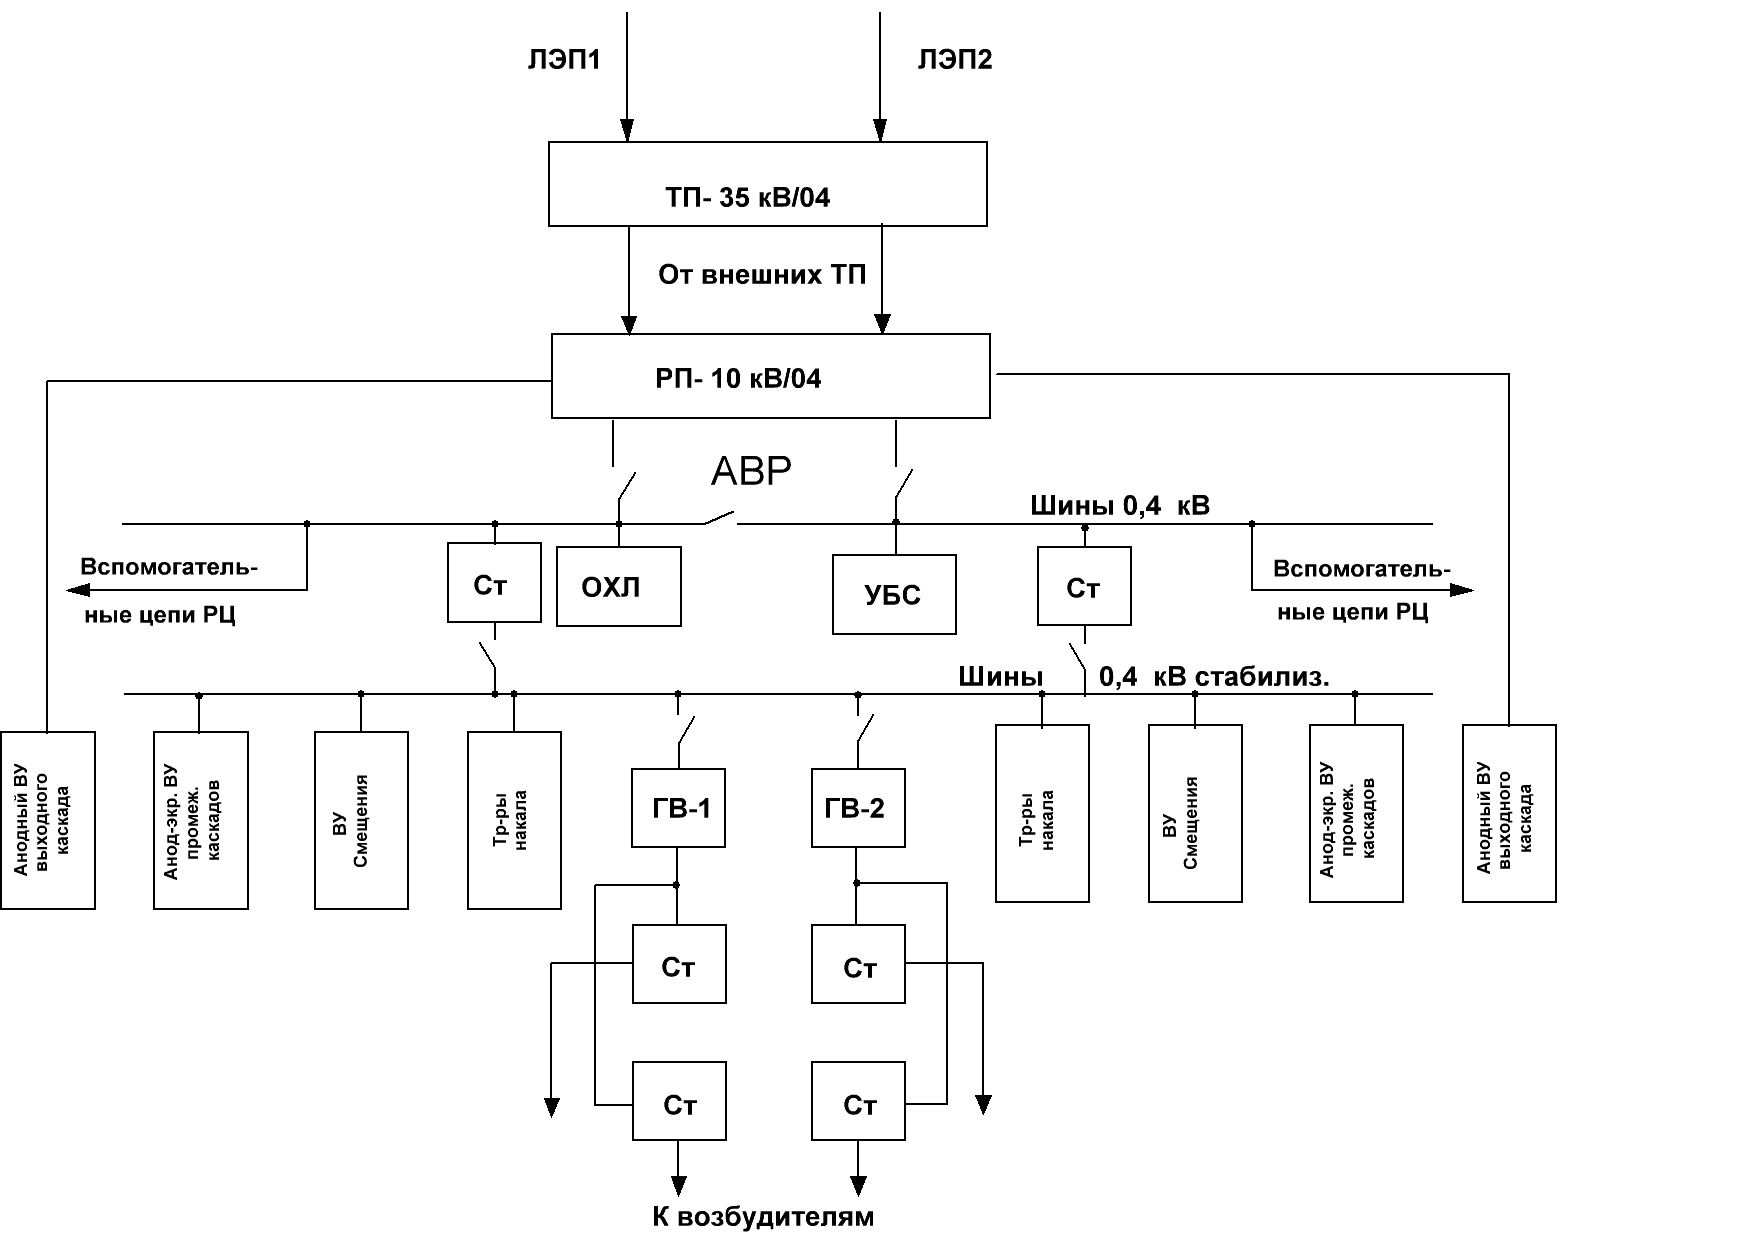 ЛЭП1
ЛЭП2
ТП- 35 кВ/04
От внешних ТП
РП- 10 кВ/04
АВР
Шины 0,4 кВ
Вспомогатель-
ные цепи РЦ
Ст
ОХЛ
УБС
Ст
Вспомогатель-
ные цепи РЦ
Шины 0,4 кВ стабилиз.
Анодный ВУ
выходного
каскада
Анод-экр. ВУ
промеж.
каскадов
ВУ
Смещения
Тр-ры
накала
ГВ-1
ГВ-2
Тр-ры
накала
ВУ
Смещения
Анод-экр. ВУ
промеж.
каскадов
Анодный ВУ
выходного
каскада
Ст
Ст
Ст
Ст
К возбудителям